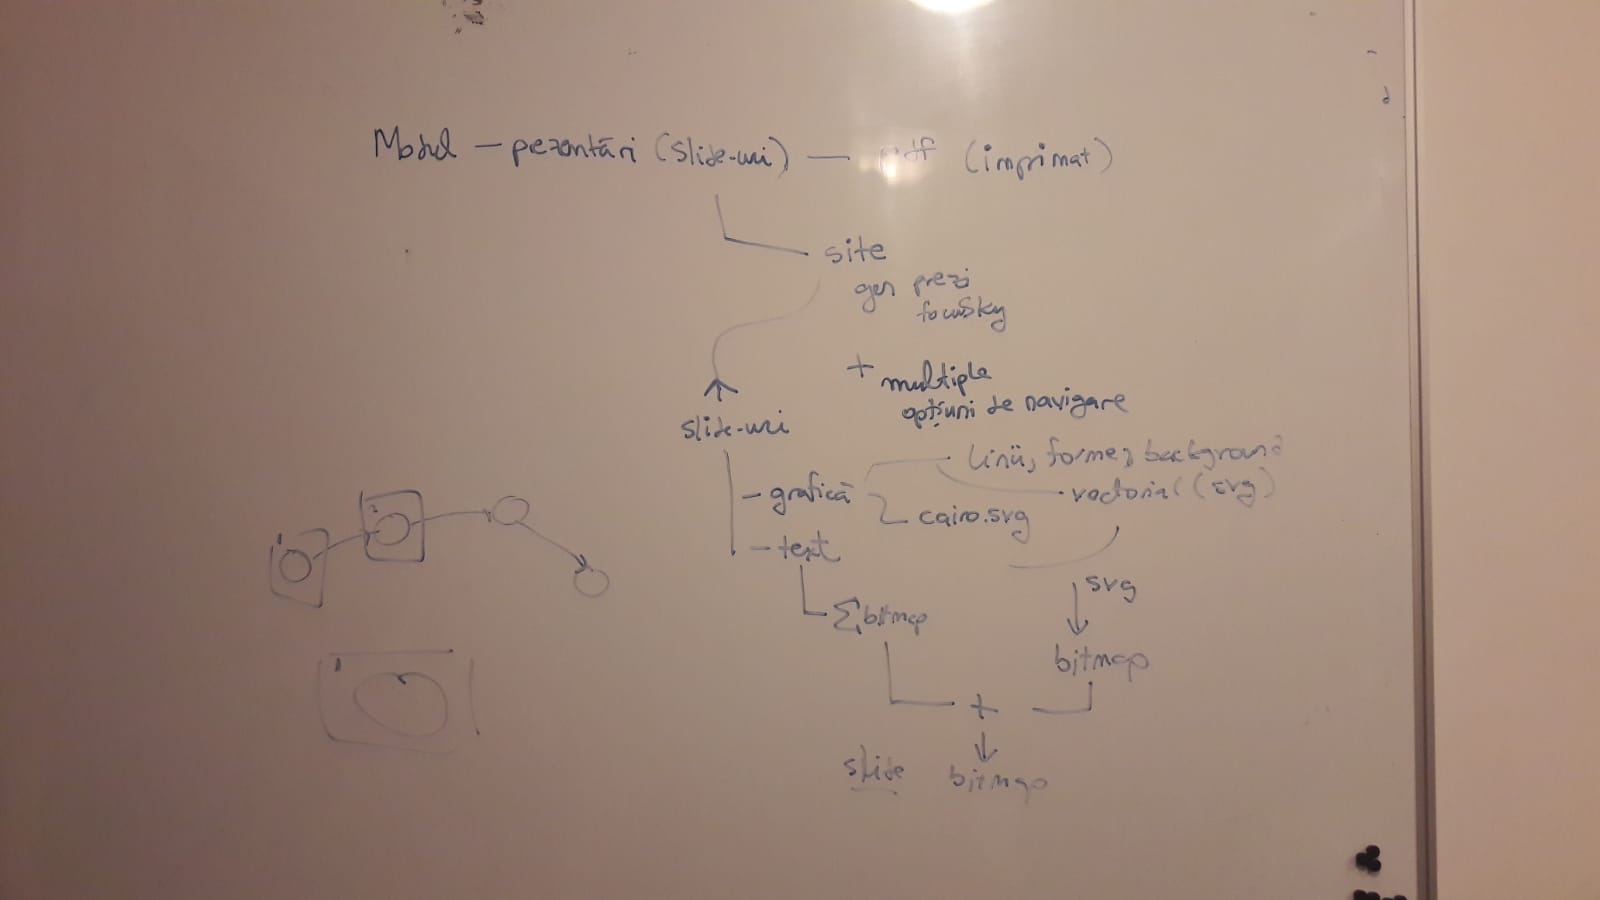 Modul — prezentări (slide-uri) — pdf (imprimat)
site
gen prezi
focusky
+ multiple
opțiuni de navigare
slide-uri
linii, forme, background
- grafică
vectorial (svg)
cairo.svg
- text
svg
Σ bitmap
bitmap
+
slide bitmap